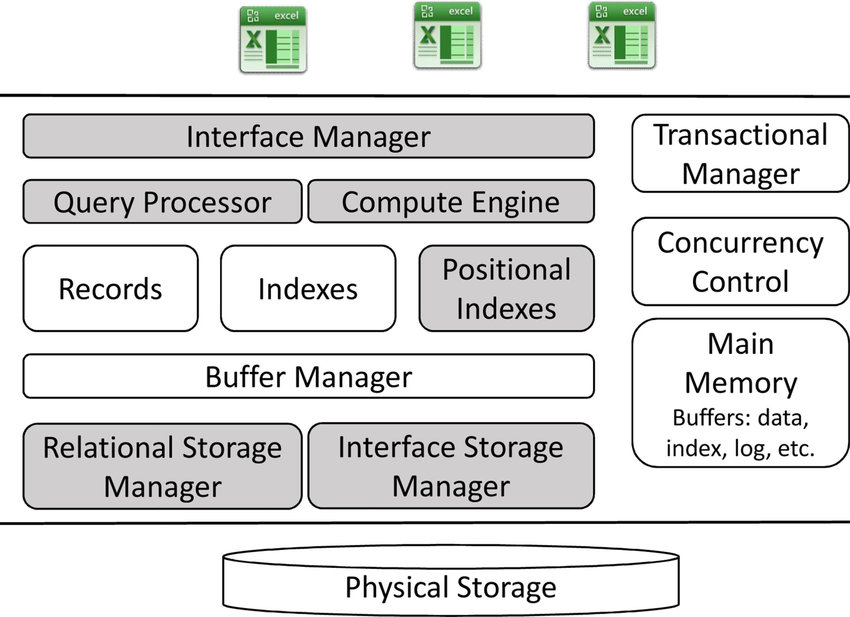 excel
excel
excel
Interface Manager
Query Processor
Compute Engine
Records
Indexes
Positional
Indexes
Buffer Manager
Relational Storage
Manager
Interface Storage
Manager
Transactional
Manager
Concurrency
Control
Main
Memory
Buffers: data,
index, log, etc.
Physical Storage